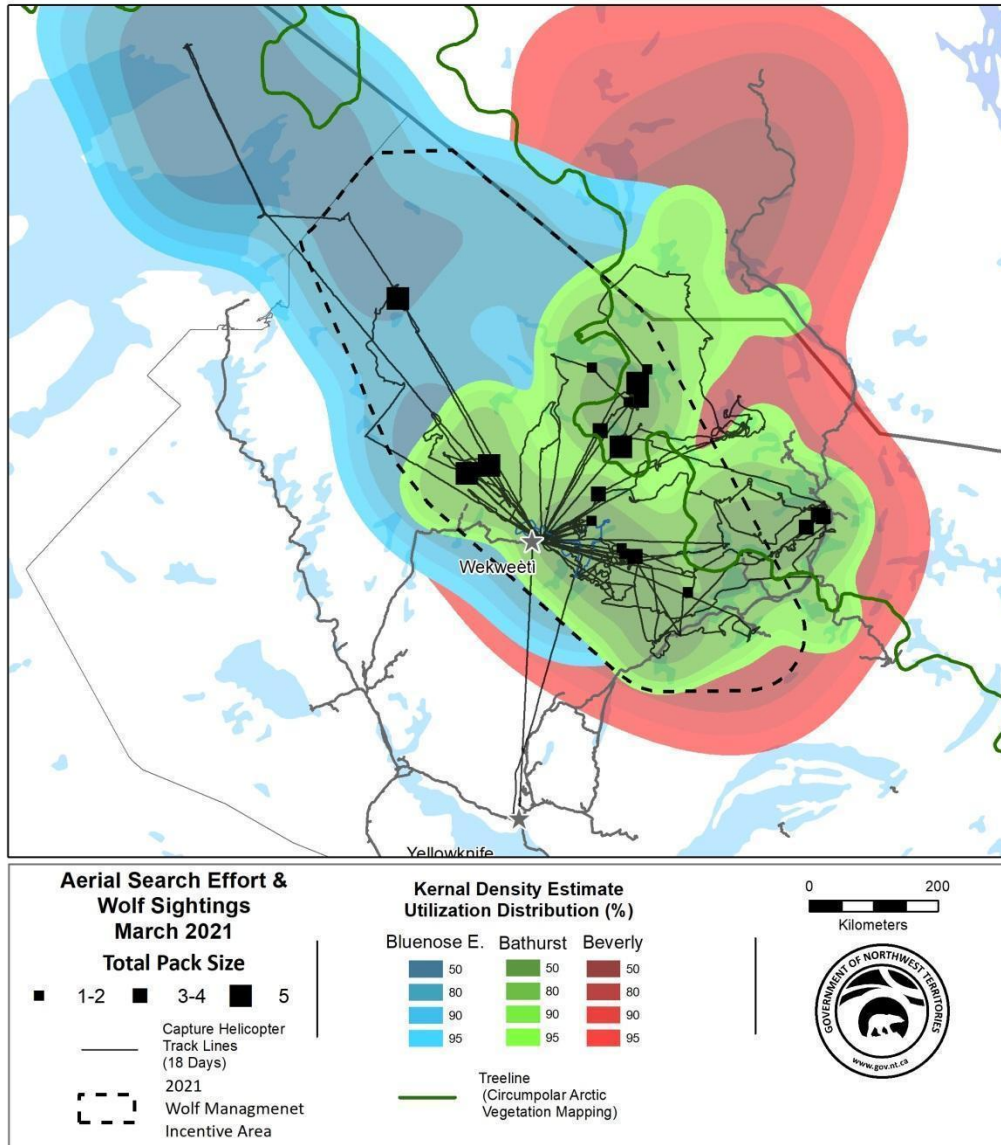 Wekweètì
Yellowknife
Aerial Search Effort &
Wolf Sightings
March 2021
Total Pack Size
1-2 3-4 5
Capture Helicopter
Track Lines
(18 Days)
2021
Wolf Managmenet
Incentive Area
Kernal Density Estimate
Utilization Distribution (%)
Bluenose E. Bathurst Beverly
50 50 50
80 80 80
90 90 90
95 95 95
Treeline
(Circumpolar Arctic
Vegetation Mapping)
0 200
Kilometers
GOVERNMENT OF NORTHWEST TERRITORIES
www.gov.nt.ca